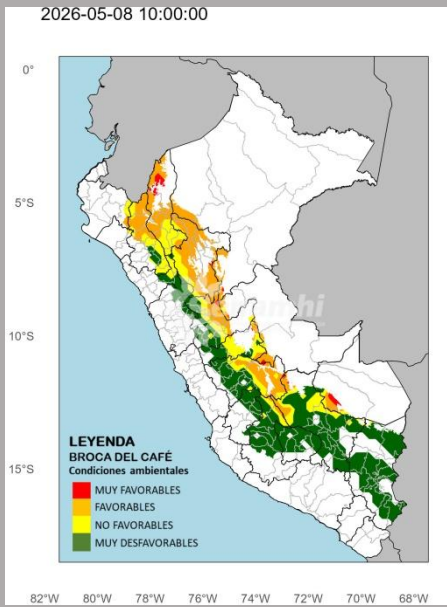 2026-05-08 10:00:00
0°
5°S
10°S
15°S
senamhi
LEYENDA
BROCA DEL CAFÉ
Condiciones ambientales
MUY FAVORABLES
FAVORABLES
NO FAVORABLES
MUY DESFAVORABLES
82°W 80°W 78°W 76°W 74°W 72°W 70°W 68°W